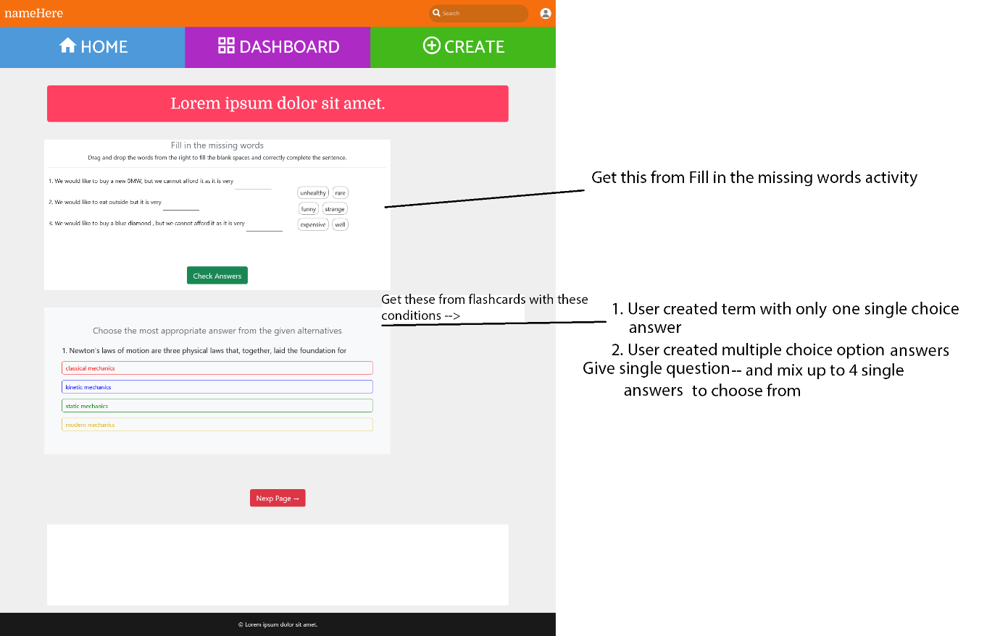 nameHere
Search
HOME
DASHBOARD
CREATE
Lorem ipsum dolor sit amet.
Fill in the missing words
Drag and drop the words from the right to fill the blank spaces and correctly complete the sentence.
1. We would like to buy a new BMW, but we cannot afford it as it is very
2. We would like to eat outside but it is very
3. We would like to buy a blue diamond , but we cannot afford it as it is very
unhealthy rare
funny strange
expensive well
Check Answers
Get this from Fill in the missing words activity
Get these from flashcards with these
conditions -->
1. User created term with only one single choice
answer
2. User created multiple choice option answers
Give single question-- and mix up to 4 single
answers to choose from
Choose the most appropriate answer from the given alternatives
1. Newton's laws of motion are three physical laws that, together, laid the foundation for
classical mechanics
kinetic mechanics
static mechanics
modern mechanics
Nexp Page →
© Lorem ipsum dolor sit amet.